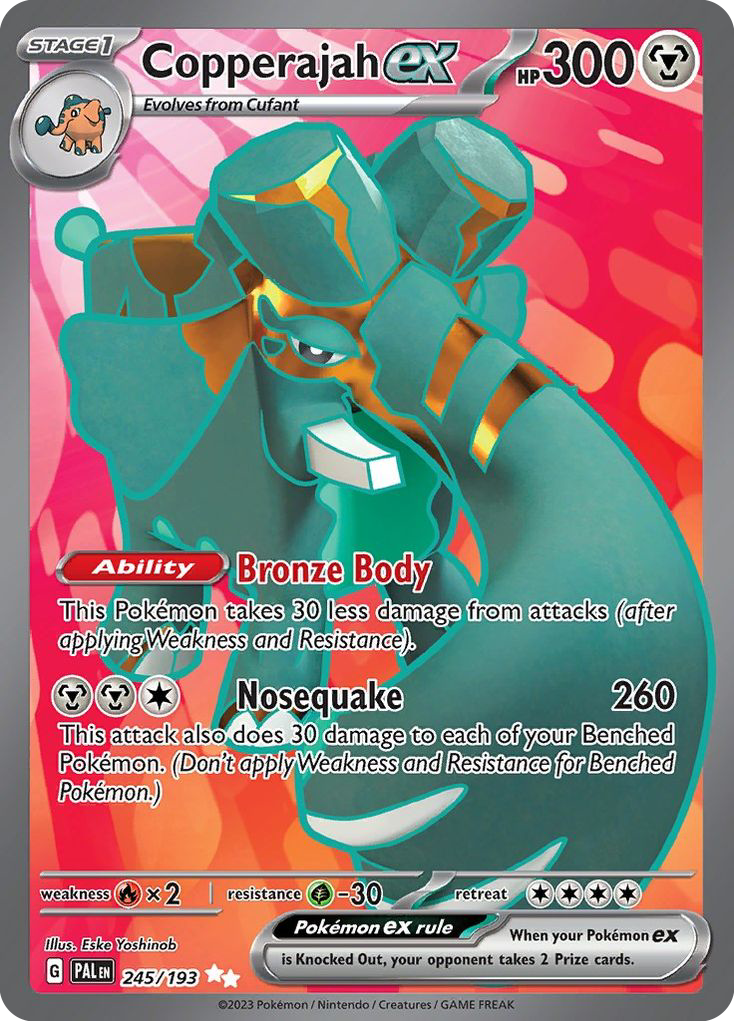 STAGE1
Copperajah ex
HP 300
Evolves from Cufant
Ability Bronze Body
This Pokémon takes 30 less damage from attacks (after
applying Weakness and Resistance).
Nosequake 260
This attack also does 30 damage to each of your Benched
Pokémon. (Don't apply Weakness and Resistance for Benched
Pokémon.)
weakness ×2 resistance -30 retreat
Pokémon ex rule
When your Pokémon ex
is Knocked Out, your opponent takes 2 Prize cards.
Illus. Eske Yoshinob
G PAL EN 245/193
©2023 Pokémon / Nintendo / Creatures / GAME FREAK